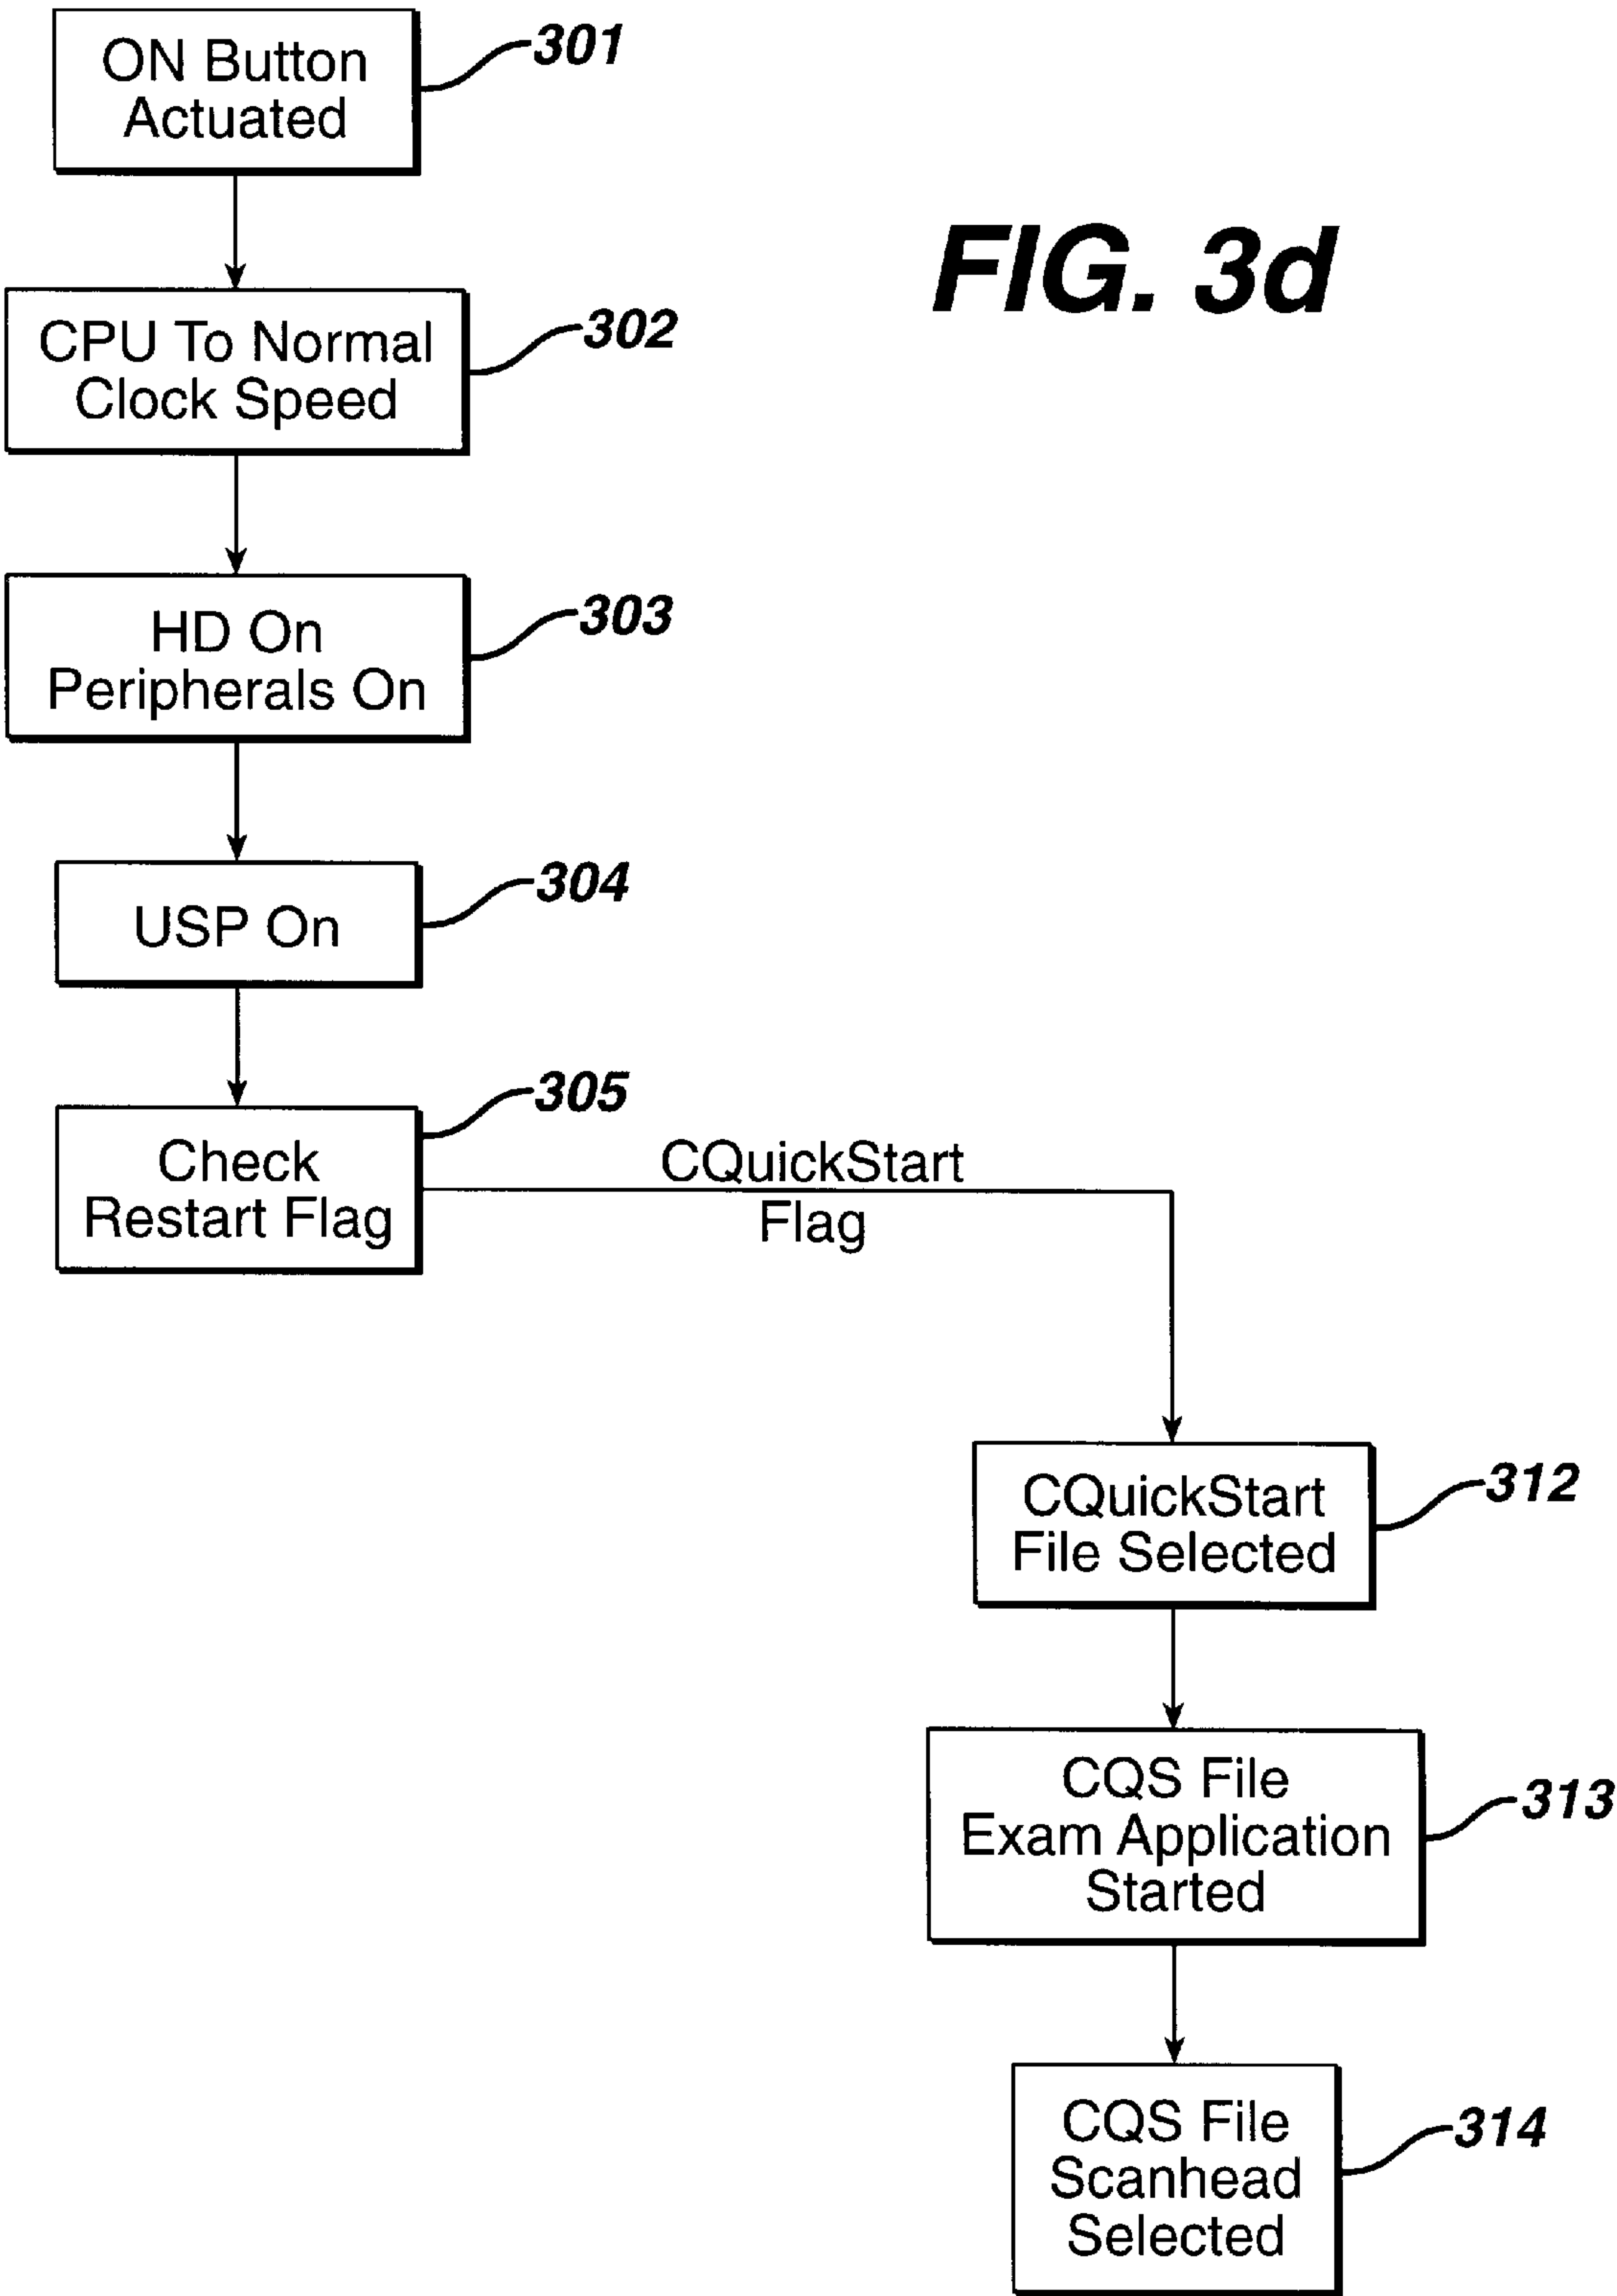 ON Button
Actuated
301
FIG. 3d
CPU To Normal
Clock Speed
302
HD On
Peripherals On
303
USP On
304
Check
Restart Flag
305
CQuickStart
Flag
CQuickStart
File Selected
312
CQS File
Exam Application
Started
313
CQS File
Scanhead
Selected
314